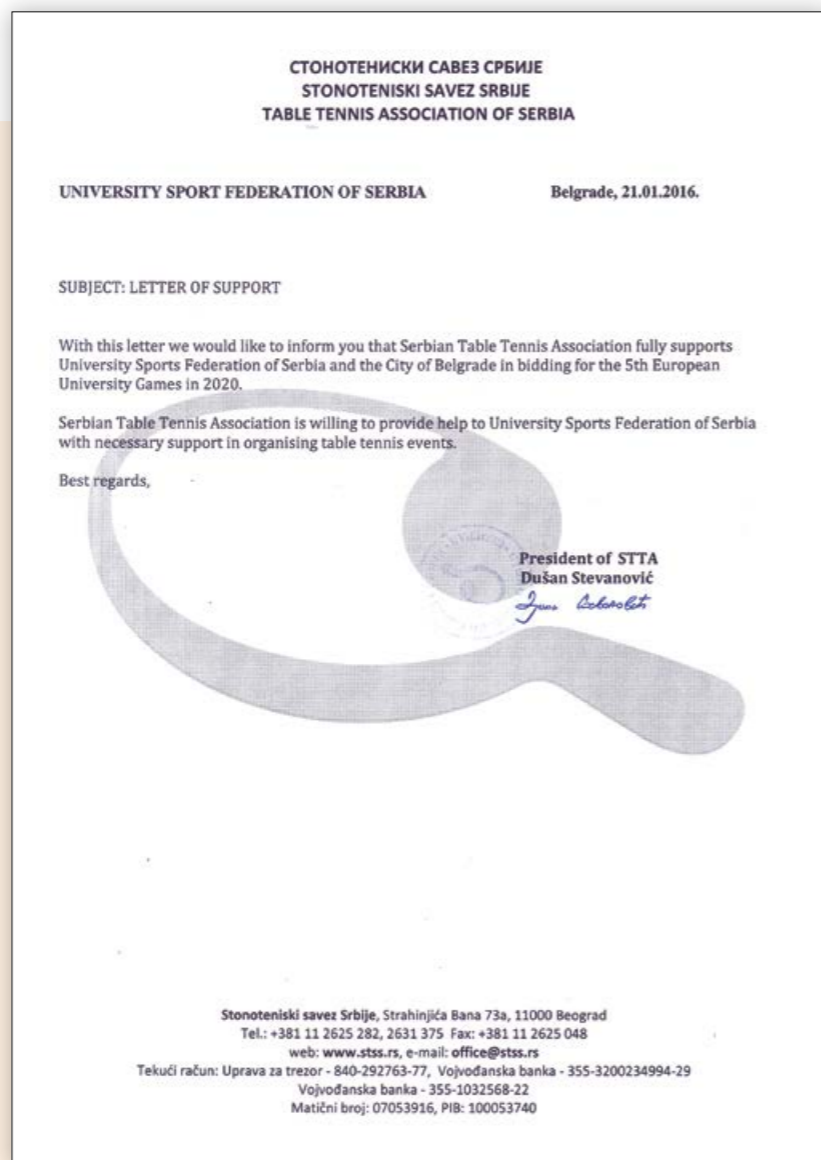 СТОНОТЕНИСКИ САВЕЗ СРБИЈЕ
STONOTENISKI SAVEZ SRBIJE
TABLE TENNIS ASSOCIATION OF SERBIA
UNIVERSITY SPORT FEDERATION OF SERBIA Belgrade, 21.01.2016.
SUBJECT: LETTER OF SUPPORT
With this letter we would like to inform you that Serbian Table Tennis Association fully supports
University Sports Federation of Serbia and the City of Belgrade in bidding for the 5th European
University Games in 2020.
Serbian Table Tennis Association is willing to provide help to University Sports Federation of Serbia
with necessary support in organising table tennis events.
Best regards,
President of STTA
Dušan Stevanović
Stonoteniski savez Srbije, Strahinjića Bana 73a, 11000 Beograd
Tel.: +381 11 2625 282, 2631 375 Fax: +381 11 2625 048
web: www.stss.rs, e-mail: office@stss.rs
Tekući račun: Uprava za trezor - 840-292763-77, Vojvođanska banka - 355-3200234994-29
Vojvođanska banka - 355-1032568-22
Matični broj: 07053916, PIB: 100053740